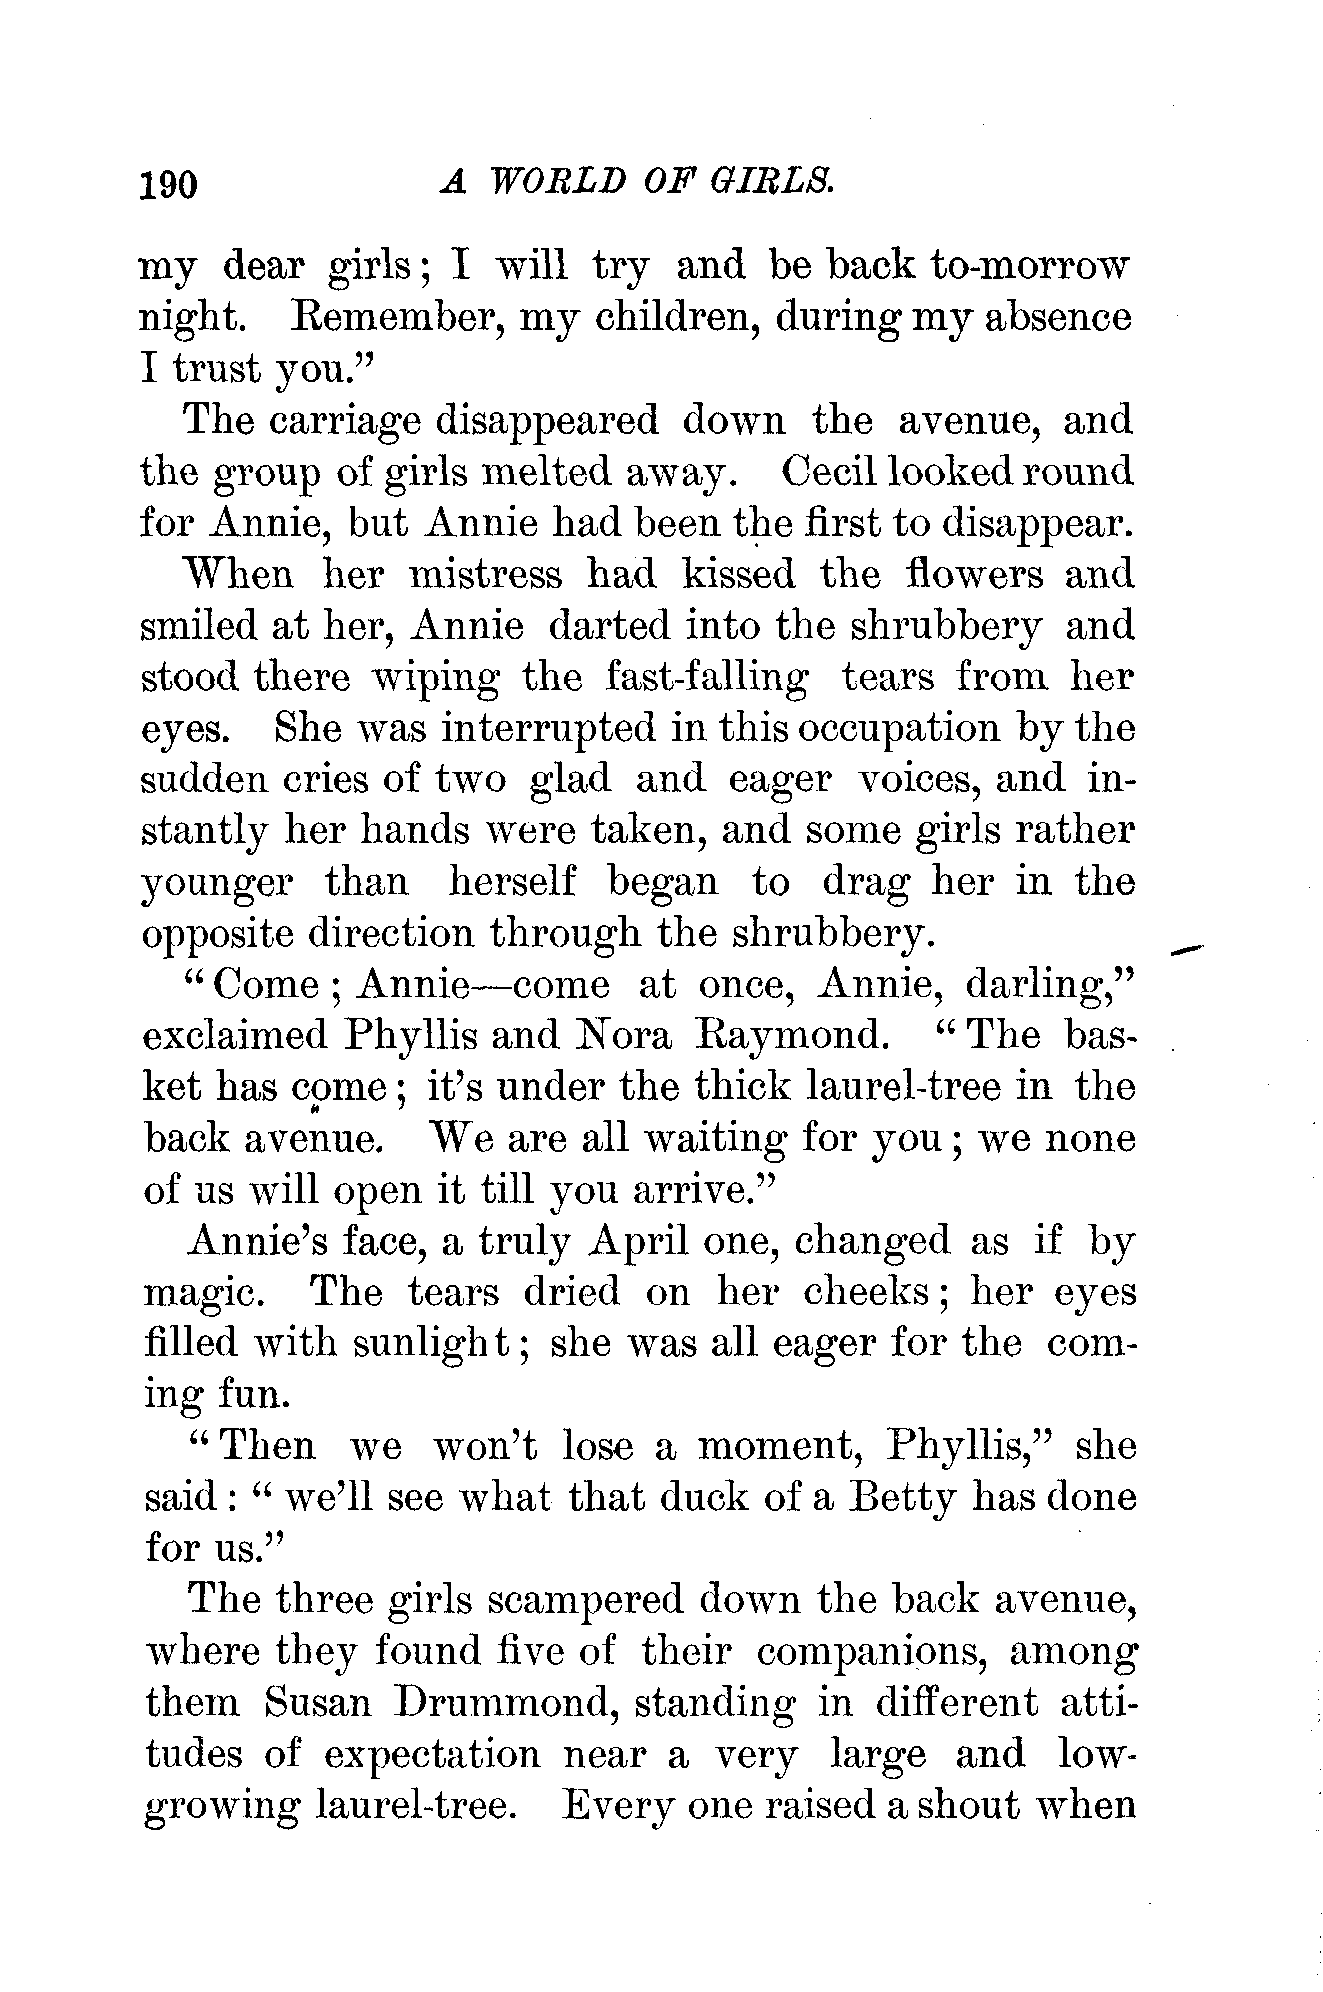 190 A WORLD OF GIRLS.
my dear girls; I will try and be back to-morrow
night. Remember, my children, during my absence
I trust you."
The carriage disappeared down the avenue, and
the group of girls melted away. Cecil looked round
for Annie, but Annie had been the first to disappear.
When her mistress had kissed the flowers and
smiled at her, Annie darted into the shrubbery and
stood there wiping the fast-falling tears from her
eyes. She was interrupted in this occupation by the
sudden cries of two glad and eager voices, and in-
stantly her hands were taken, and some girls rather
younger than herself began to drag her in the
opposite direction through the shrubbery.
"Come; Annie—come at once, Annie, darling,"
exclaimed Phyllis and Nora Raymond. "The bas-
ket has come; it's under the thick laurel-tree in the
back avenue. We are all waiting for you; we none
of us will open it till you arrive."
Annie's face, a truly April one, changed as if by
magic. The tears dried on her cheeks; her eyes
filled with sunlight; she was all eager for the com-
ing fun.
"Then we won't lose a moment, Phyllis," she
said: "we'll see what that duck of a Betty has done
for us."
The three girls scampered down the back avenue,
where they found five of their companions, among
them Susan Drummond, standing in different atti-
tudes of expectation near a very large and low-
growing laurel-tree. Every one raised a shout when